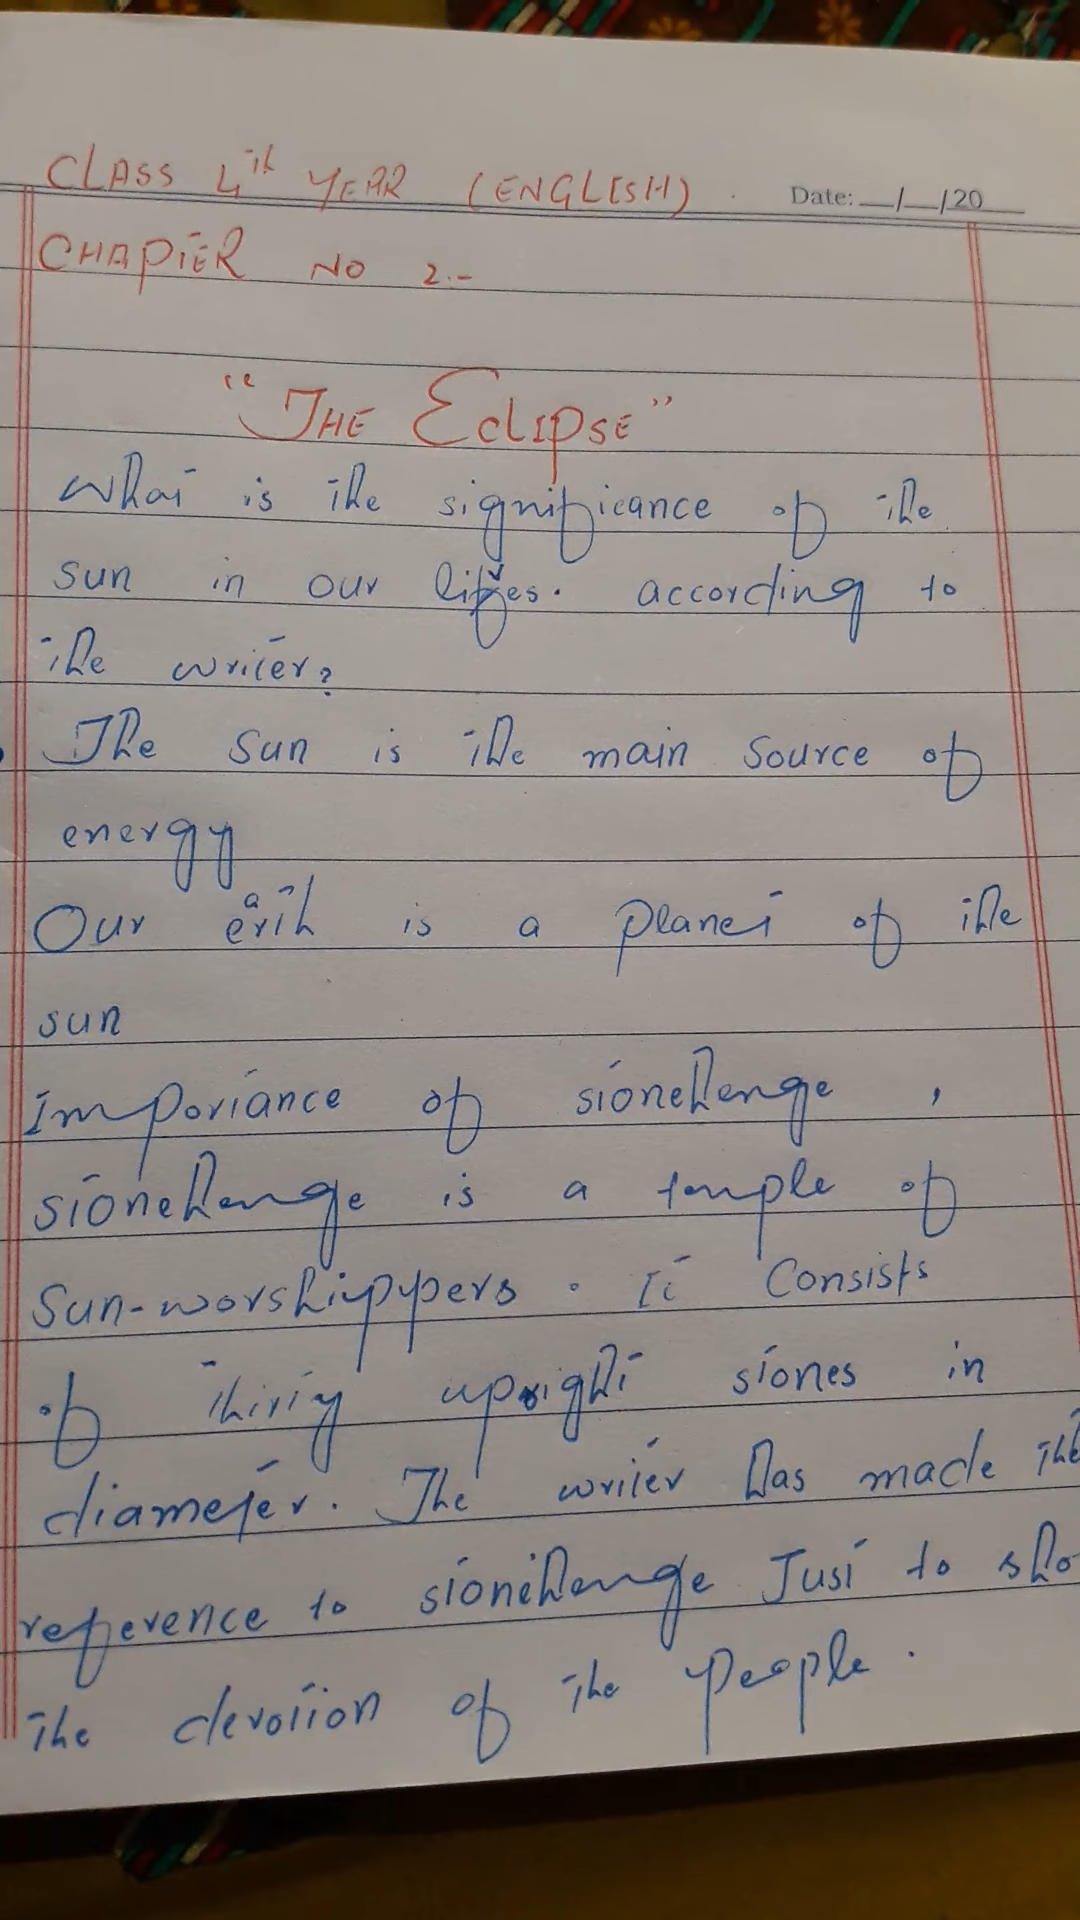 CLASS 4th YEAR (ENGLISH).
Date: __/__/20__
CHAPTER NO 2.-
"THE EClIPSE"
What is the significance of the
sun in our lives. according to
the writer?
The Sun is the main Source of
energy
Our earth is a planet of the
sun
Importance of stonehenge,
stonehenge is a temple of
Sun-worshippers. It Consists
of thirty upright stones in
diameter. The writer has made the
reference to stonehenge Just to sho
The devotion of the people.